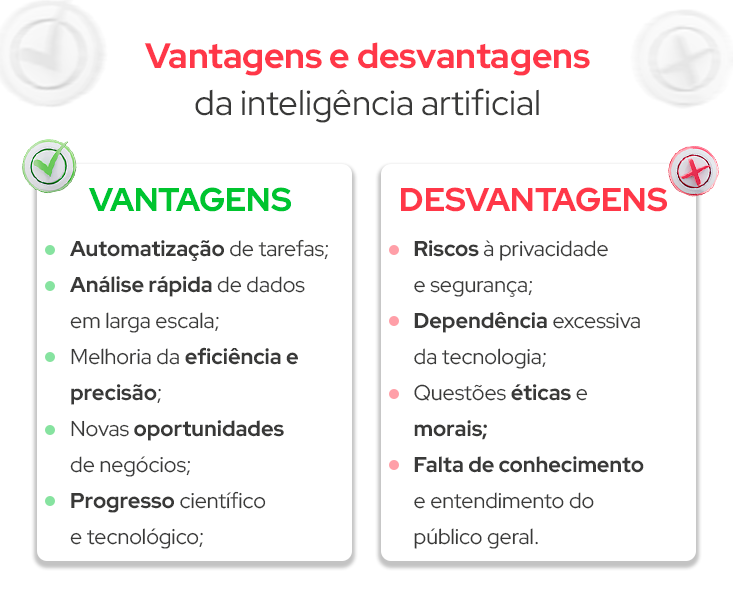 Vantagens e desvantagens
da inteligência artificial
VANTAGENS
Automatização de tarefas;
Análise rápida de dados
em larga escala;
Melhoria da eficiência e
precisão;
Novas oportunidades
de negócios;
Progresso científico
e tecnológico;
DESVANTAGENS
Riscos à privacidade
e segurança;
Dependência excessiva
da tecnologia;
Questões éticas e
morais;
Falta de conhecimento
e entendimento do
público geral.